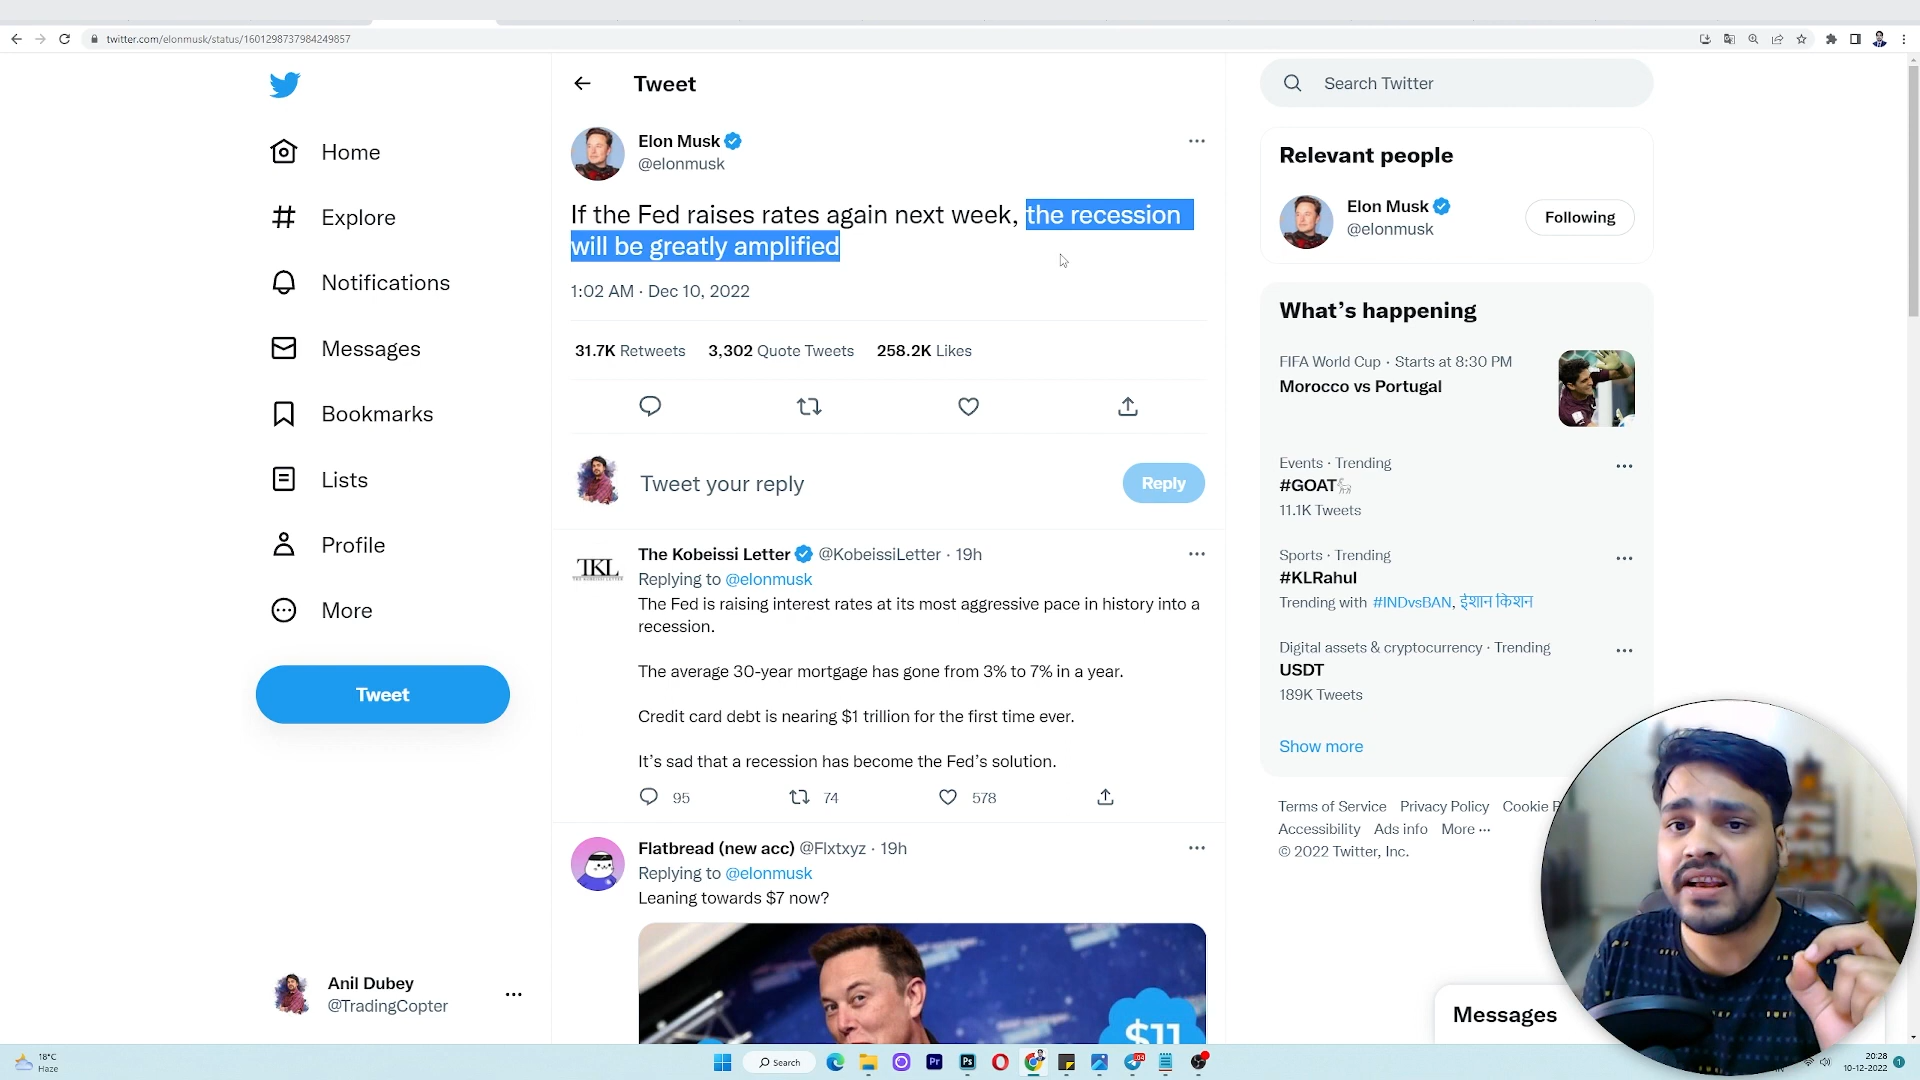 twitter.com/elonmusk/status/1601298737984249857
Home
Explore
Notifications
Messages
Bookmarks
Lists
Profile
More
Tweet
Anil Dubey
@TradingCopter
Tweet
Elon Musk
@elonmusk
If the Fed raises rates again next week, the recession
will be greatly amplified
1:02 AM · Dec 10, 2022
31.7K Retweets 3,302 Quote Tweets 258.2K Likes
Tweet your reply
Reply
TKL
The Kobeissi Letter @KobeissiLetter · 19h
Replying to @elonmusk
The Fed is raising interest rates at its most aggressive pace in history into a
recession.
The average 30-year mortgage has gone from 3% to 7% in a year.
Credit card debt is nearing $1 trillion for the first time ever.
It's sad that a recession has become the Fed's solution.
95 74 578
Flatbread (new acc) @Flxtxyz · 19h
Replying to @elonmusk
Leaning towards $7 now?
$11
Search Twitter
Relevant people
Elon Musk
@elonmusk
Following
What's happening
FIFA World Cup · Starts at 8:30 PM
Morocco vs Portugal
Events · Trending
#GOAT
11.1K Tweets
Sports · Trending
#KLRahul
Trending with #INDvsBAN, ईशान किशन
Digital assets & cryptocurrency · Trending
USDT
189K Tweets
Show more
Terms of Service Privacy Policy Cookie
Accessibility Ads info More
© 2022 Twitter, Inc.
Messages
18°C
Haze
Search
20:28
10-12-2022